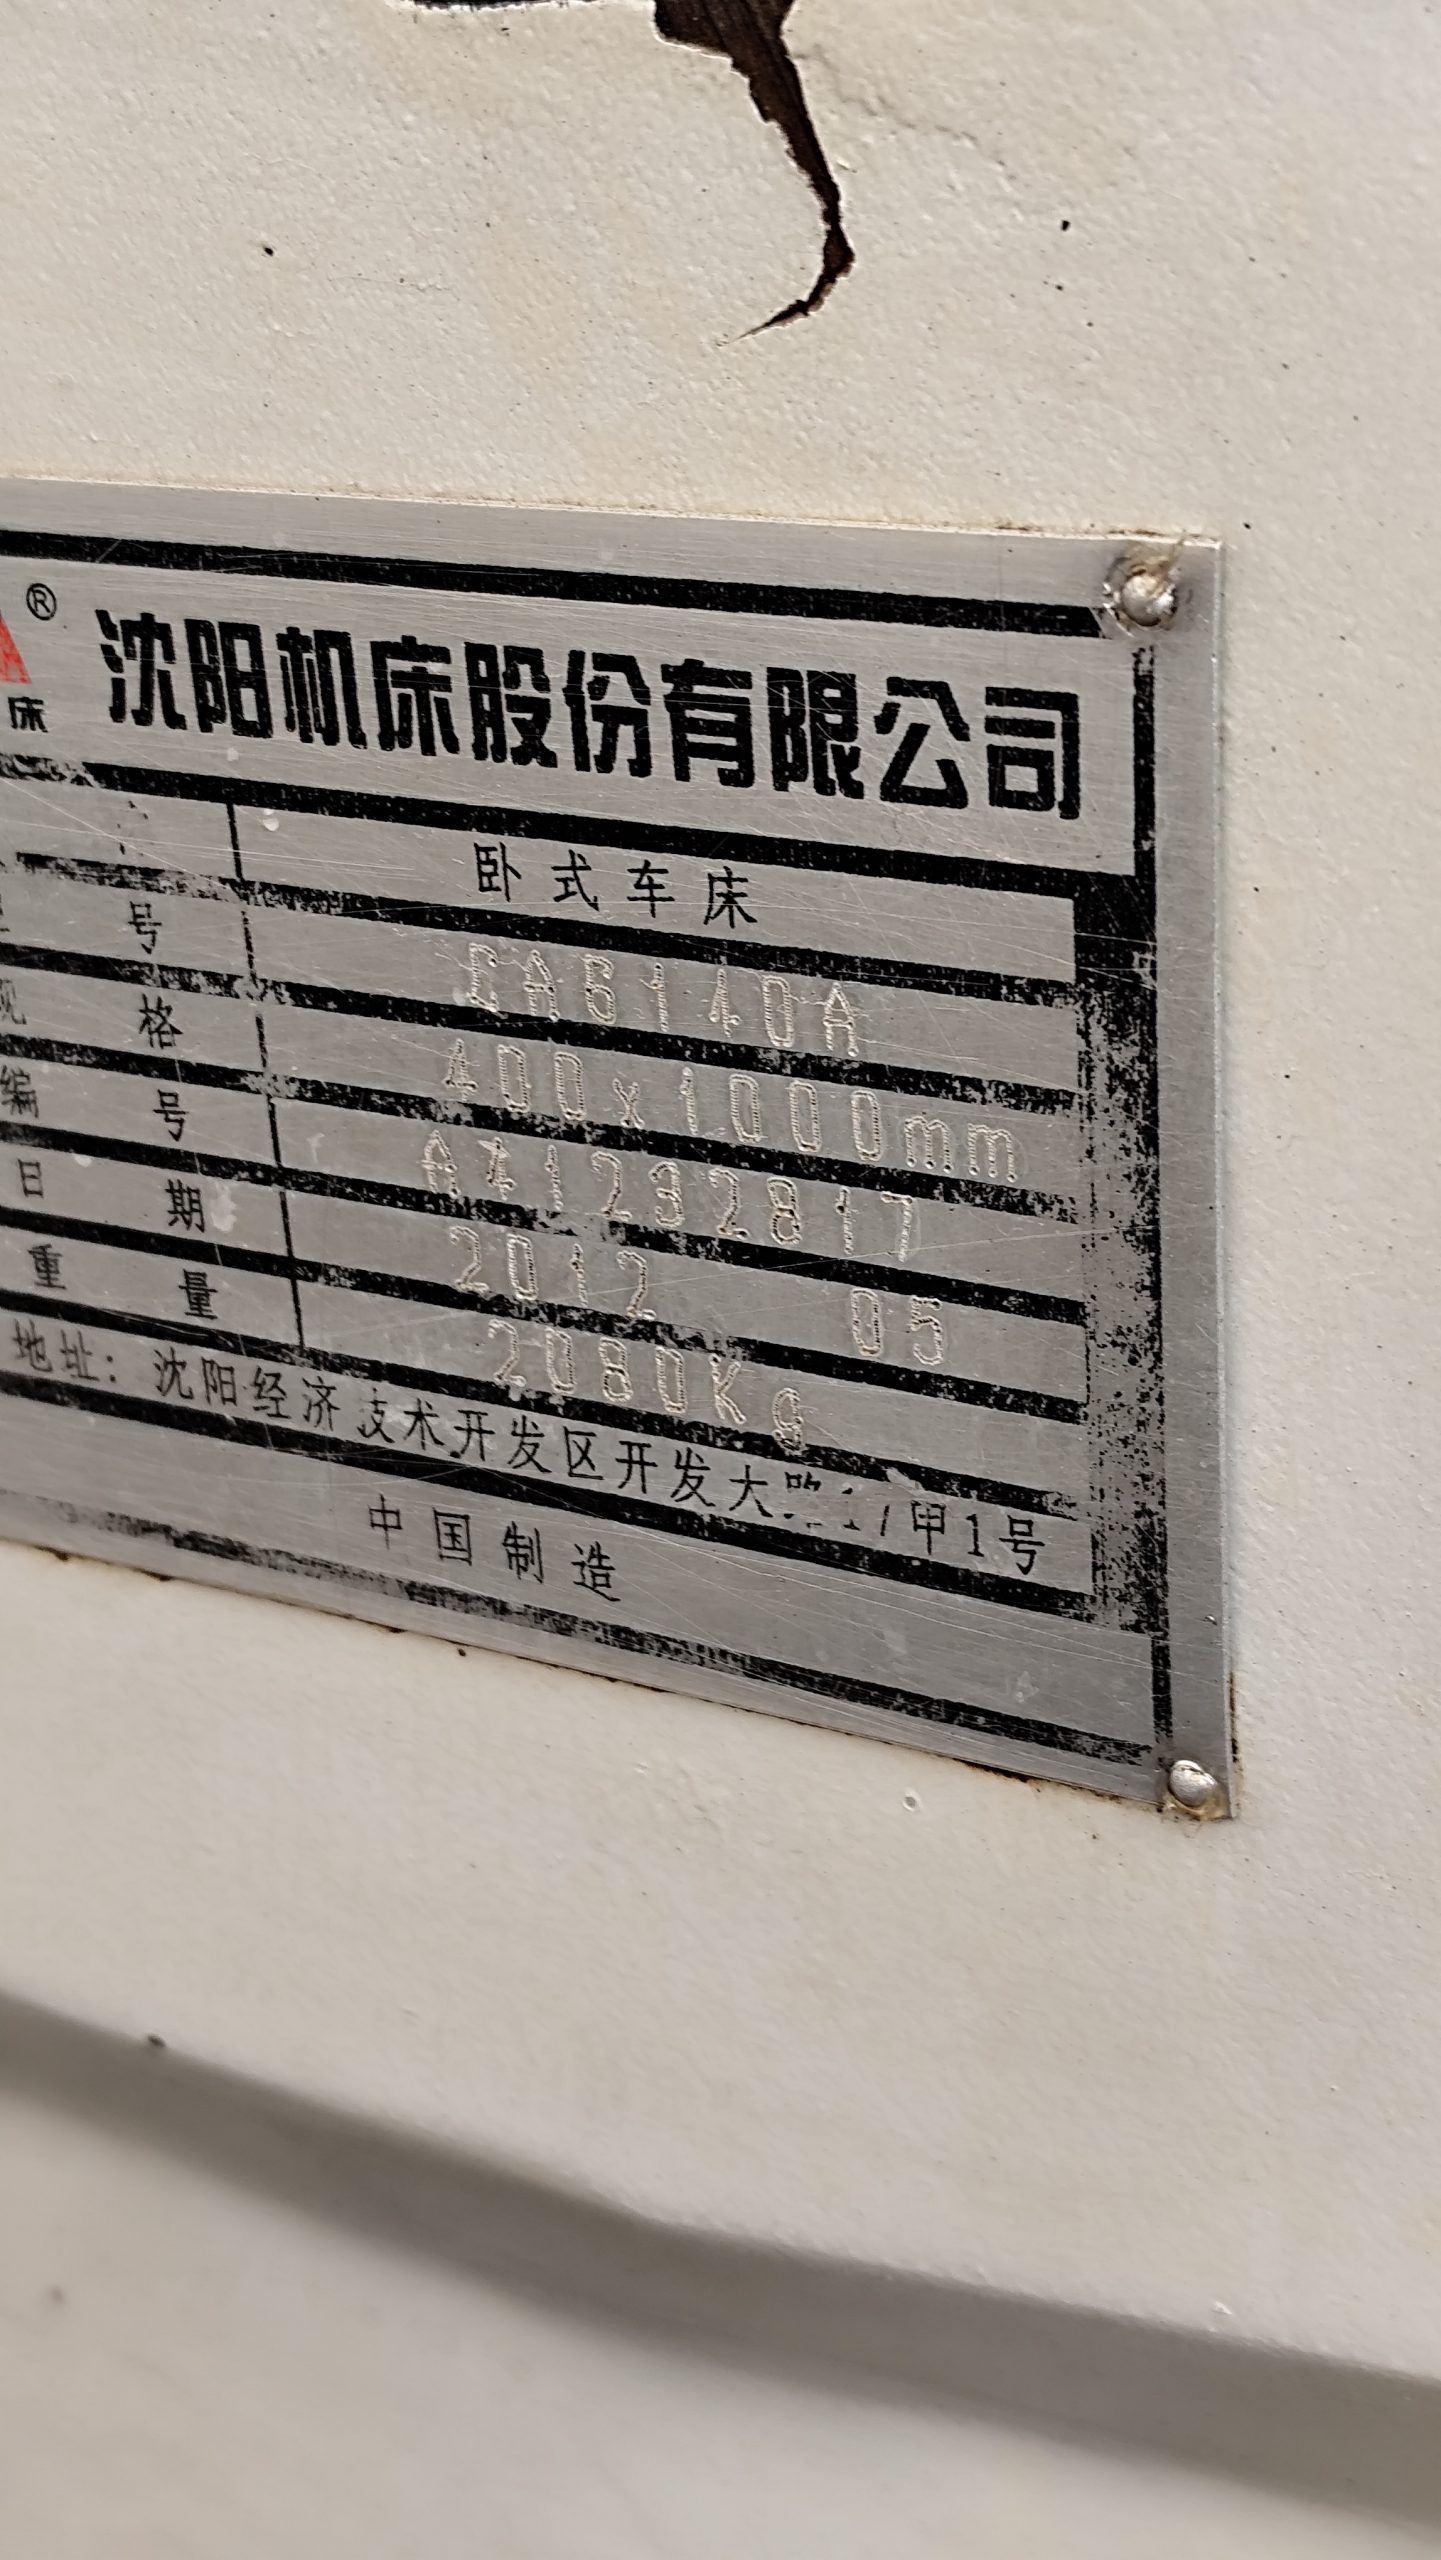 A® 沈阳机床股份有限公司
床
卧式车床
型号 CA6140A
规格 400x1000mm
编号 A41232817
日期 2012 05
重量 2080Kg
地址：沈阳经济技术开发区开发大路17甲1号
中国制造